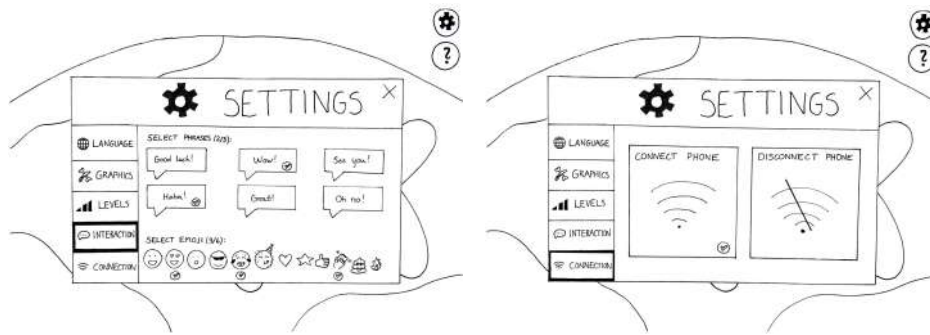 ?
SETTINGS X
LANGUAGE
GRAPHICS
LEVELS
INTERACTION
CONNECTION
SELECT PHRASES (2/3):
Good luck!
Wow!
See you!
Haha!
Great!
Oh no!
SELECT EMOJI (3/6):
?
SETTINGS X
LANGUAGE
GRAPHICS
LEVELS
INTERACTION
CONNECTION
CONNECT PHONE
DISCONNECT PHONE